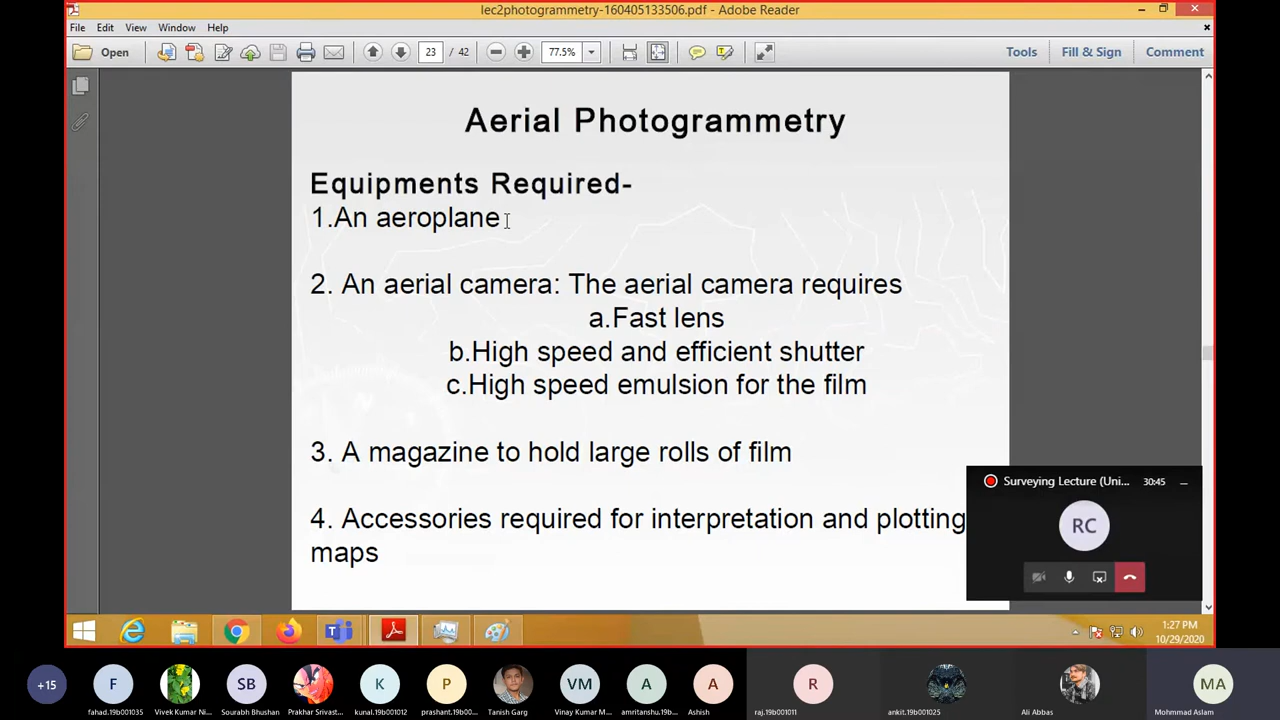 lec2photogrammetry-160405133506.pdf - Adobe Reader
File Edit View Window Help
Open 23 / 42 77.5% Tools Fill & Sign Comment
Aerial Photogrammetry
Equipments Required-
1.An aeroplane
2. An aerial camera: The aerial camera requires
a.Fast lens
b.High speed and efficient shutter
c.High speed emulsion for the film
3. A magazine to hold large rolls of film
4. Accessories required for interpretation and plotting
maps
Surveying Lecture (Uni... 30:45
RC
1:27 PM
10/29/2020
+15 F SB K P VM A A R MA
fahad.19b001035 Vivek Kumar Ni... Sourabh Bhushan Prakhar Srivast... kunal.19b001012 prashant.19b00... Tanish Garg Vinay Kumar M... amritanshu.19b... Ashish raj.19b001011 ankit.19b001025 Ali Abbas Mohmmad Aslam